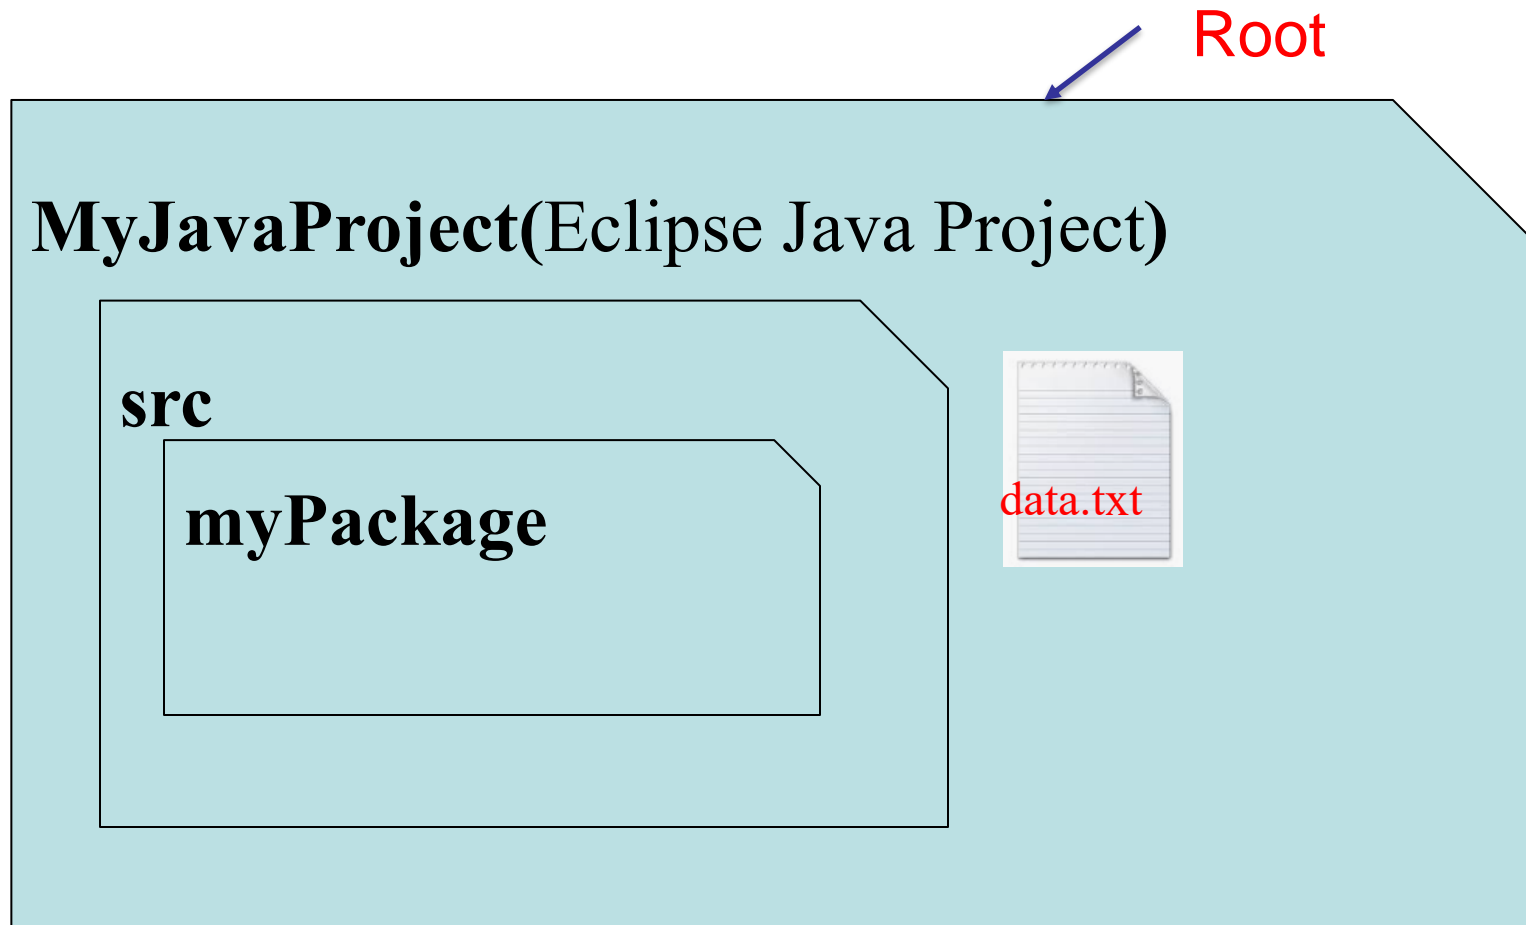 Root
MyJavaProject(Eclipse Java Project)
src
myPackage
data.txt